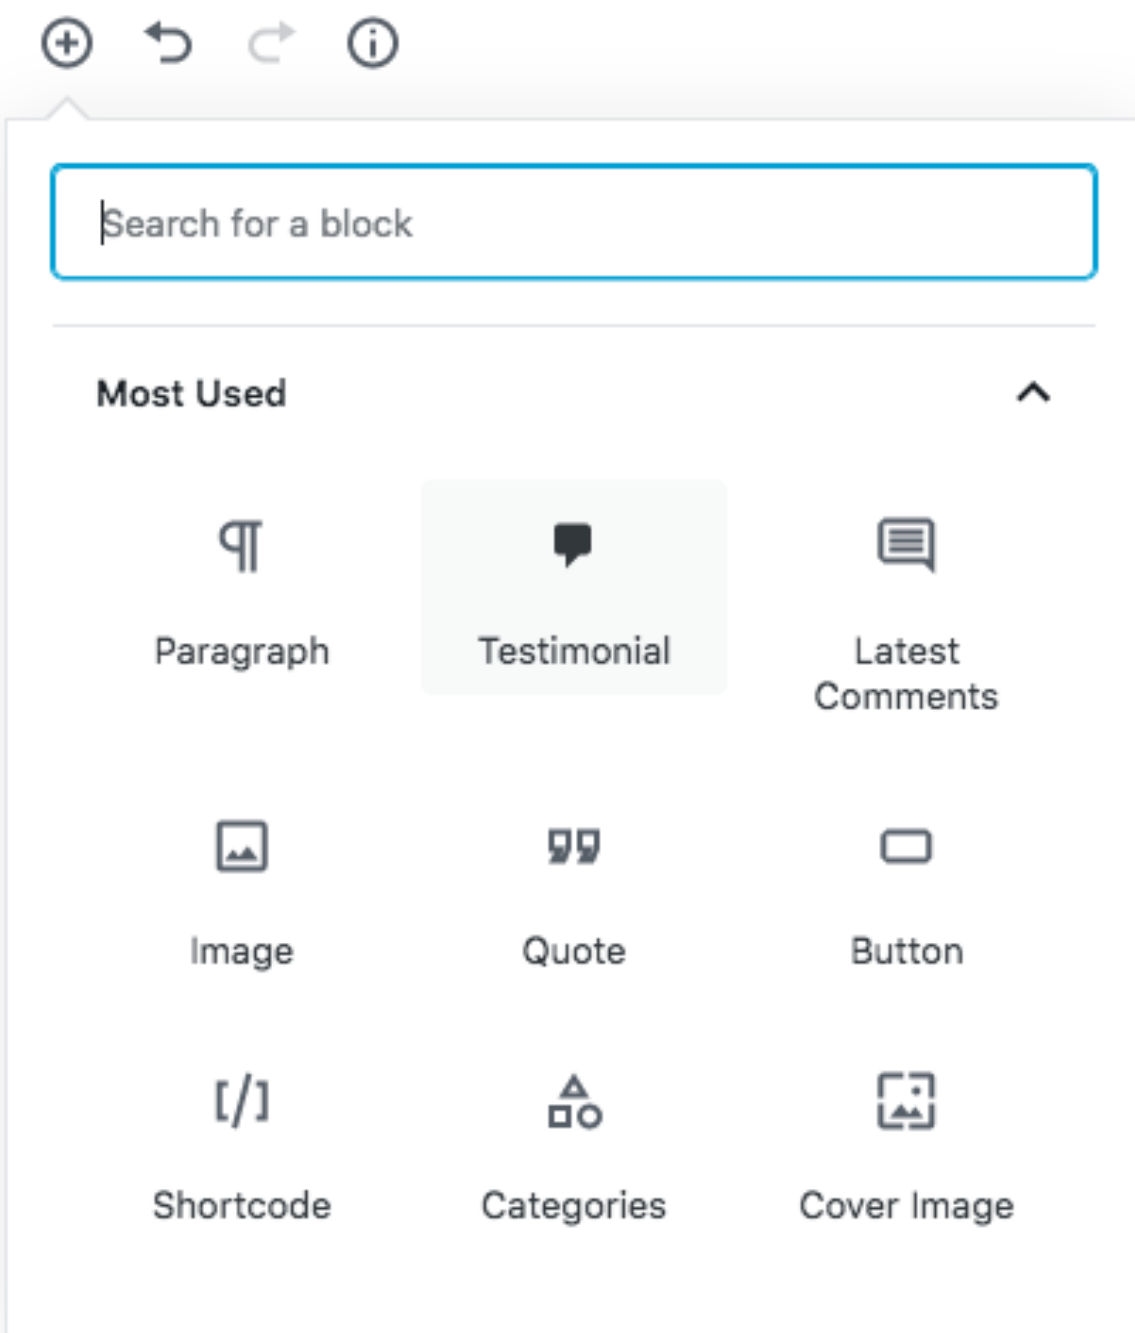 Search for a block
Most Used
Paragraph
Testimonial
Latest
Comments
Image
Quote
Button
Shortcode
Categories
Cover Image